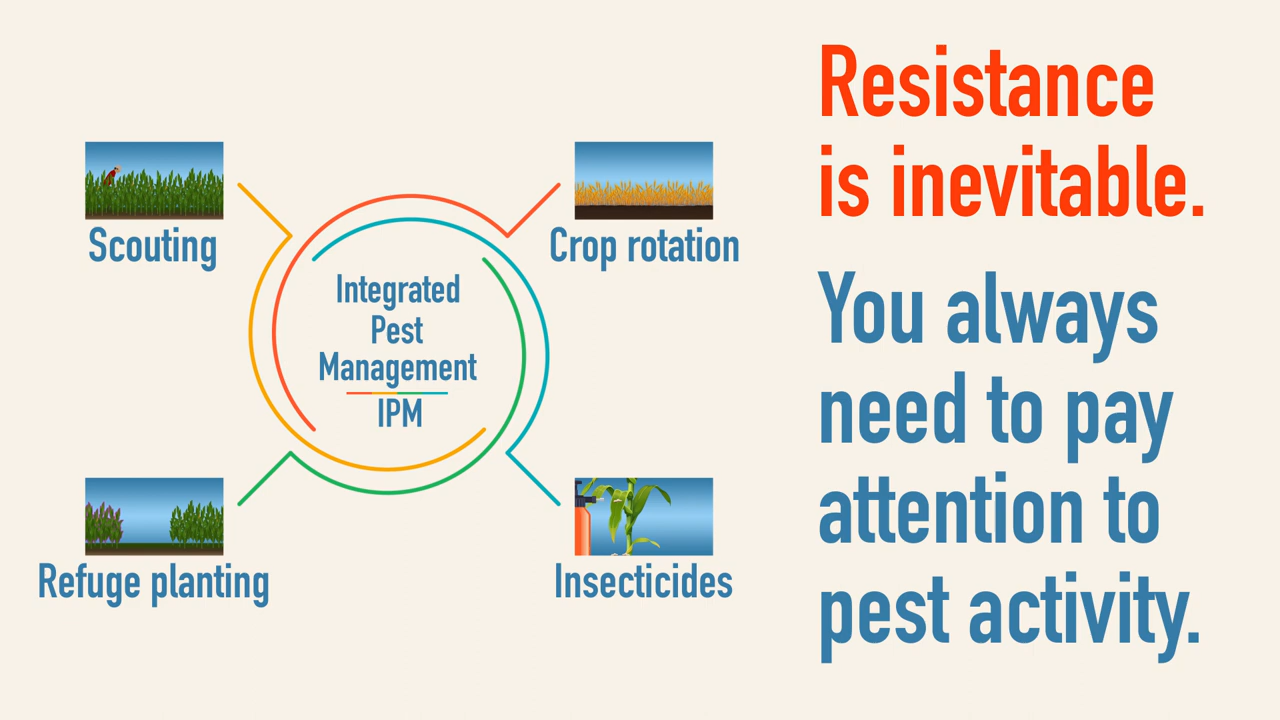 Scouting
Crop rotation
Integrated
Pest
Management
IPM
Refuge planting
Insecticides
Resistance
is inevitable.
You always
need to pay
attention to
pest activity.